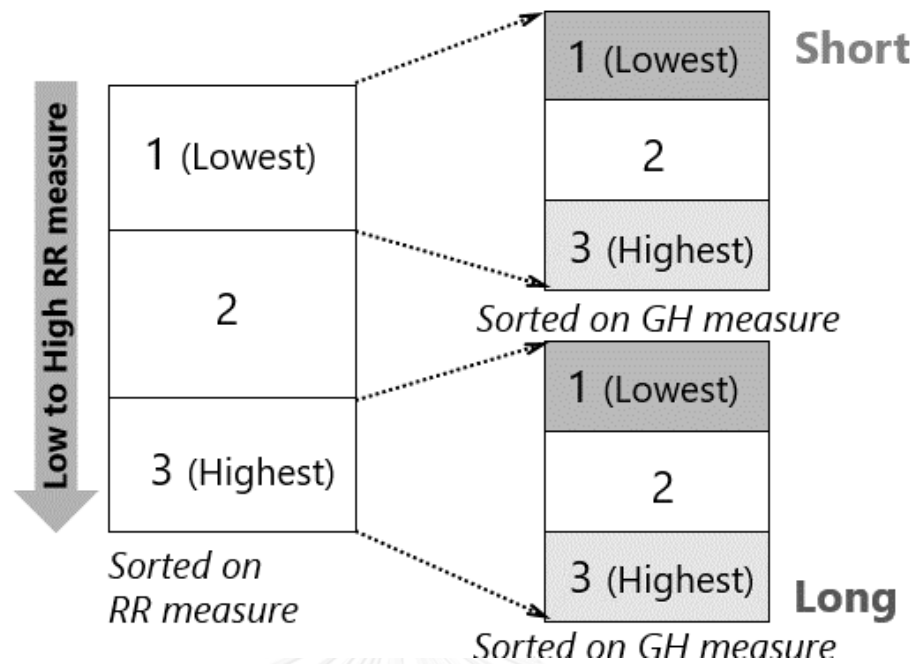 Low to High RR measure
1 (Lowest)
2
3 (Highest)
Sorted on
RR measure
1 (Lowest)
2
3 (Highest)
Sorted on GH measure
Short
1 (Lowest)
2
3 (Highest)
Sorted on GH measure
Long